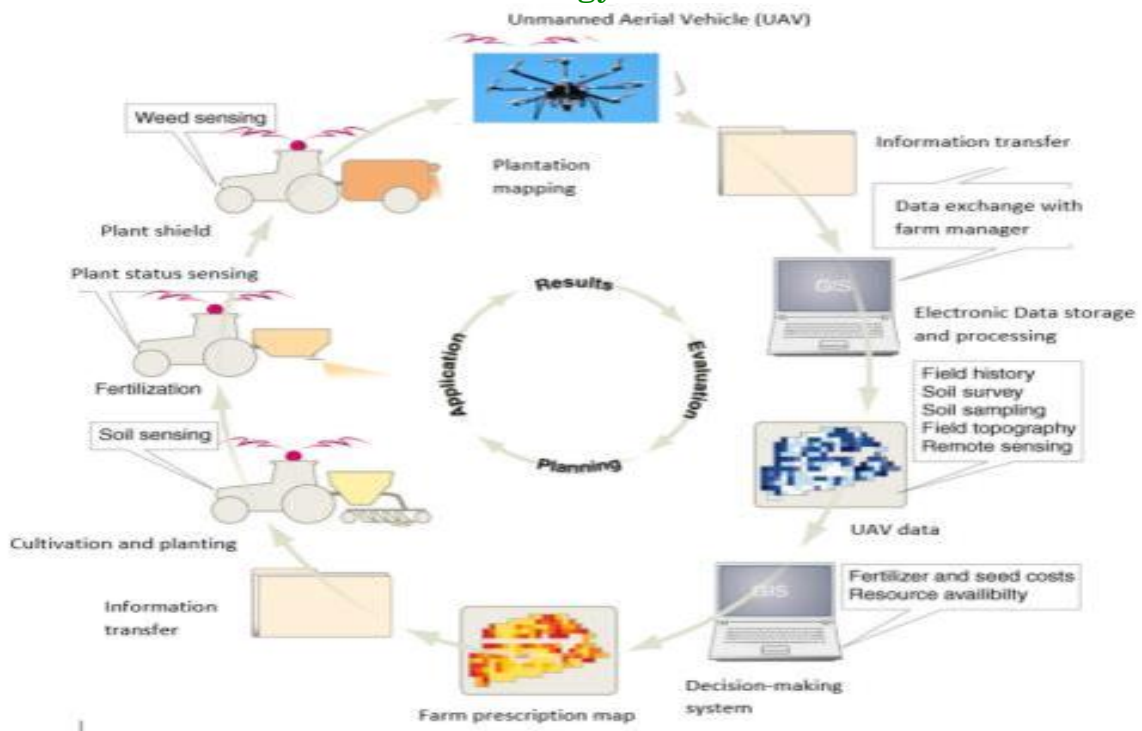 gy
Unmanned Aerial Vehicle (UAV)
Weed sensing
Plantation
mapping
Information transfer
Data exchange with
farm manager
Plant shield
Plant status sensing
GIS
Electronic Data storage
and processing
Results
Evaluation
Planning
Application
Fertilization
Field history
Soil survey
Soil sampling
Field topography
Remote sensing
Soil sensing
UAV data
Cultivation and planting
Information
transfer
GIS
Fertilizer and seed costs
Resource availibilty
Decision-making
system
Farm prescription map